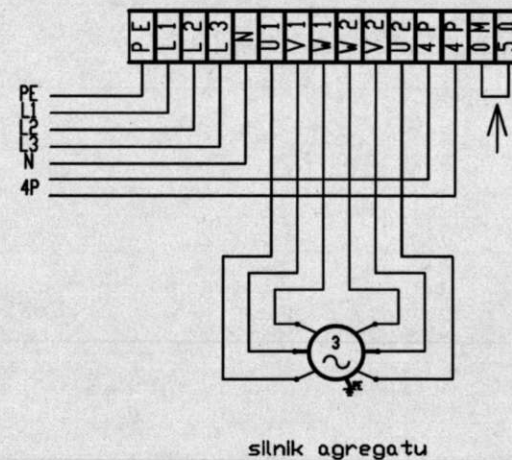 PE L1 L2 L3 N U1 V1 W1 W2 V2 U2 4P 4P 0M
PE
L1
L2
L3
N
4P
3
PE
silnik agregatu